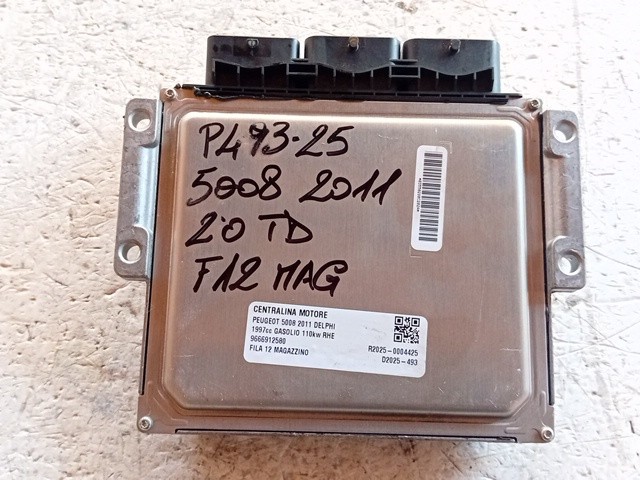 P493-25
5008 2011
2.0 TD
F12 MAG
CENTRALINA MOTORE
PEUGEOT 5008 2011 DELPHI
1997cc GASOLIO 110kw RHE
9666912580
FILA 12 MAGAZZINO
R2025-0004425
D2025-493